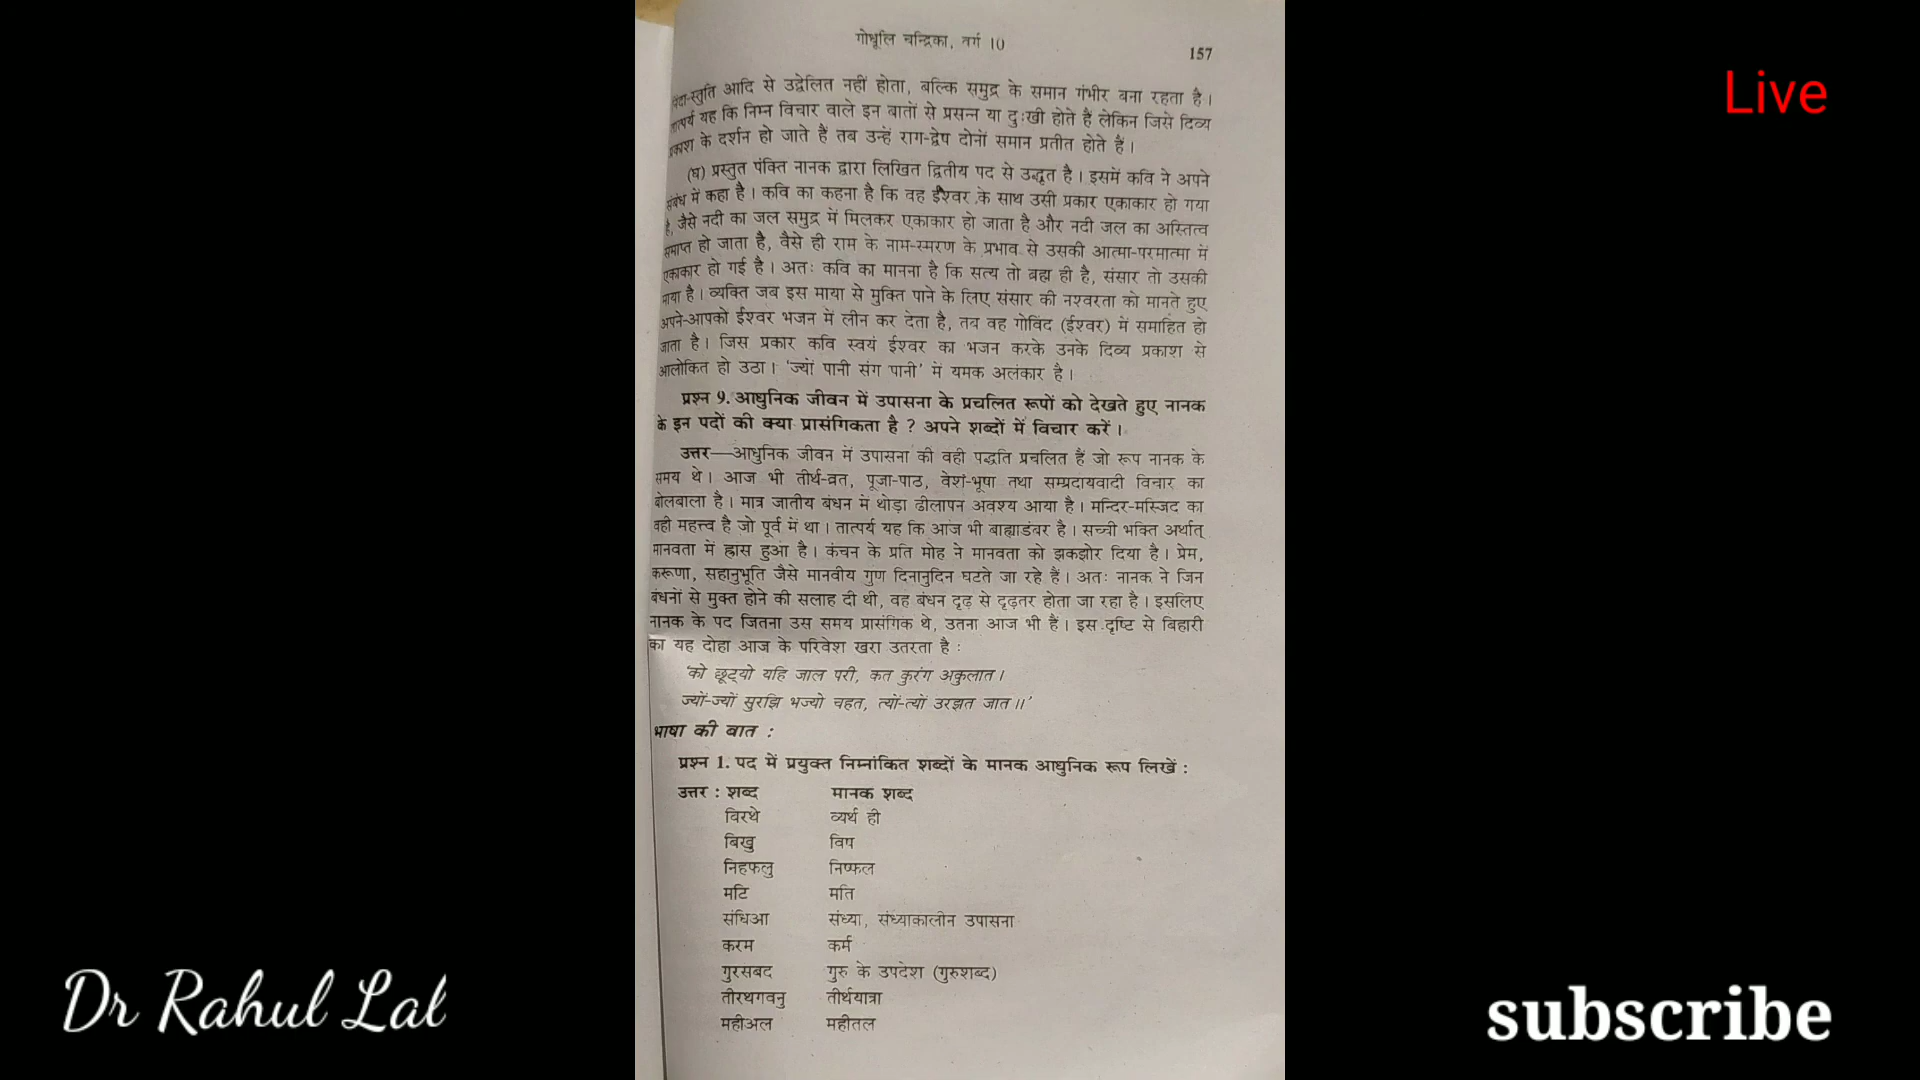 गोधूलि चन्द्रिका, वर्ग 10
157
Live
निंदा-स्तुति आदि से उद्वेलित नहीं होता, बल्कि समुद्र के समान गंभीर बना रहता है।
तात्पर्य यह कि निम्न विचार वाले इन बातों से प्रसन्न या दुःखी होते हैं लेकिन जिसे दिव्य
प्रकाश के दर्शन हो जाते हैं तब उन्हें राग-द्वेष दोनों समान प्रतीत होते हैं।
(घ) प्रस्तुत पंक्ति नानक द्वारा लिखित द्वितीय पद से उद्धृत है। इसमें कवि ने अपने
संबंध में कहा है। कवि का कहना है कि वह ईश्वर के साथ उसी प्रकार एकाकार हो गया
है, जैसे नदी का जल समुद्र में मिलकर एकाकार हो जाता है और नदी जल का अस्तित्व
समाप्त हो जाता है, वैसे ही राम के नाम-स्मरण के प्रभाव से उसकी आत्मा-परमात्मा में
एकाकार हो गई है। अतः कवि का मानना है कि सत्य तो ब्रह्म ही है, संसार तो उसकी
माया है। व्यक्ति जब इस माया से मुक्ति पाने के लिए संसार की नश्वरता को मानते हुए
अपने-आपको ईश्वर भजन में लीन कर देता है, तब वह गोविंद (ईश्वर) में समाहित हो
जाता है। जिस प्रकार कवि स्वयं ईश्वर का भजन करके उनके दिव्य प्रकाश से
आलोकित हो उठा। 'ज्यों पानी संग पानी' में यमक अलंकार है।
प्रश्न 9. आधुनिक जीवन में उपासना के प्रचलित रूपों को देखते हुए नानक
के इन पदों की क्या प्रासंगिकता है ? अपने शब्दों में विचार करें।
उत्तर—आधुनिक जीवन में उपासना की वही पद्धति प्रचलित हैं जो रूप नानक के
समय थे। आज भी तीर्थ-व्रत, पूजा-पाठ, वेश-भूषा तथा सम्प्रदायवादी विचार का
बोलबाला है। मात्र जातीय बंधन में थोड़ा ढीलापन अवश्य आया है। मन्दिर-मस्जिद का
वही महत्त्व है जो पूर्व में था। तात्पर्य यह कि आज भी बाह्याडंबर है। सच्ची भक्ति अर्थात्
मानवता में ह्रास हुआ है। कंचन के प्रति मोह ने मानवता को झकझोर दिया है। प्रेम,
करूणा, सहानुभूति जैसे मानवीय गुण दिनानुदिन घटते जा रहे हैं। अतः नानक ने जिन
बंधनों से मुक्त होने की सलाह दी थी, वह बंधन दृढ़ से दृढ़तर होता जा रहा है। इसलिए
नानक के पद जितना उस समय प्रासंगिक थे, उतना आज भी हैं। इस दृष्टि से बिहारी
का यह दोहा आज के परिवेश खरा उतरता है :
'को छूट्यो यहि जाल परी, कत कुरंग अकुलात।
ज्यों-ज्यों सुरझि भज्यो चहत, त्यों-त्यों उरझत जात।।'
भाषा की बात :
प्रश्न 1. पद में प्रयुक्त निम्नांकित शब्दों के मानक आधुनिक रूप लिखें :
उत्तर : शब्द मानक शब्द
बिरथे व्यर्थ ही
बिखु विष
निहफलु निष्फल
मटि मति
संधिआ संध्या, संध्याकालीन उपासना
करम कर्म
गुरसबद गुरु के उपदेश (गुरुशब्द)
तीरथगवनु तीर्थयात्रा
महीअल महीतल
Dr Rahul Lal
subscribe